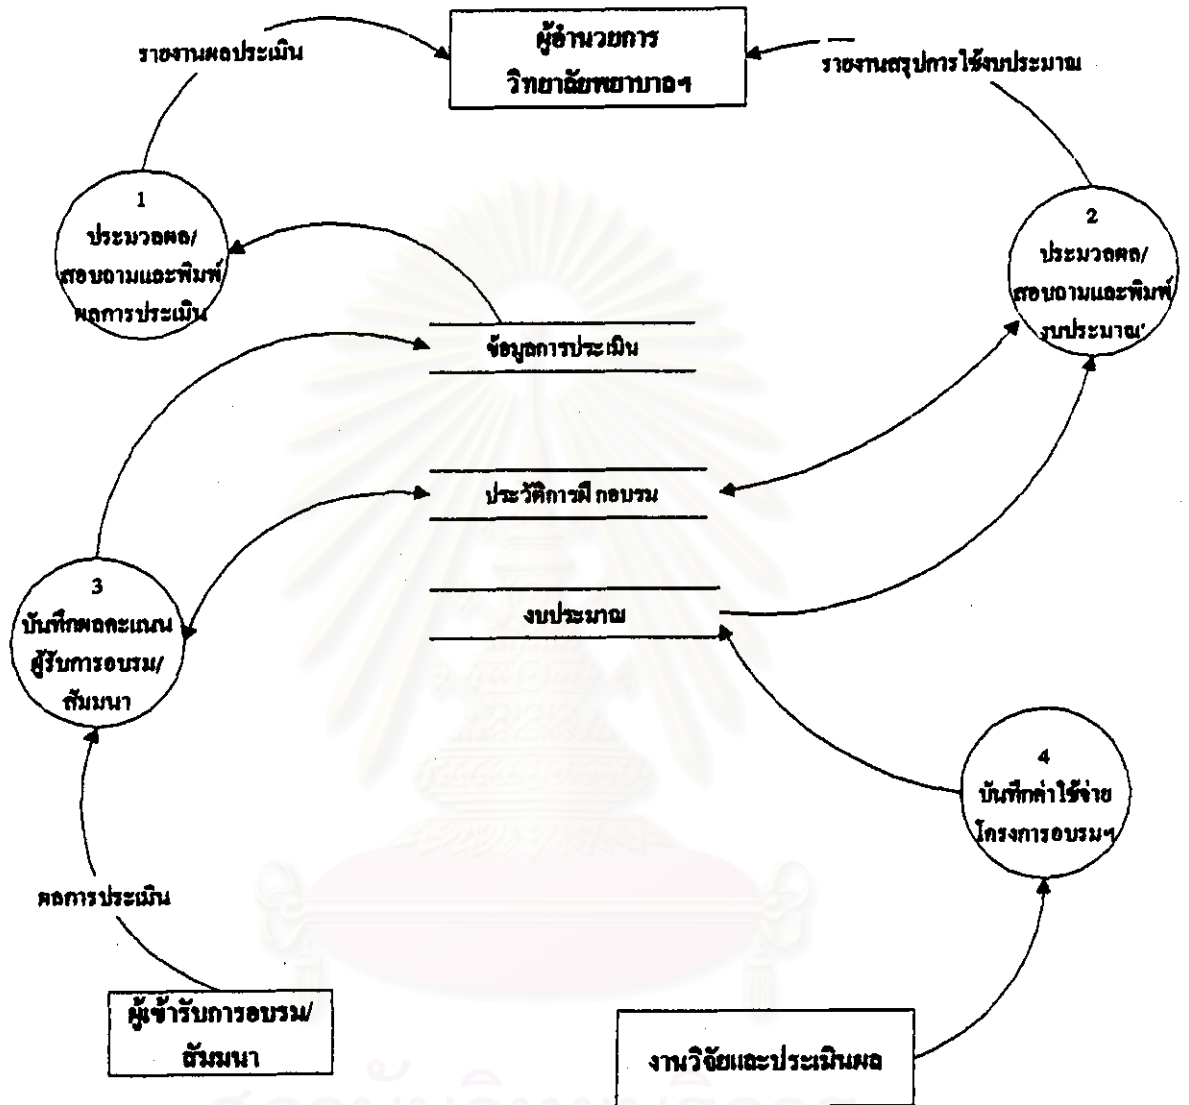 ผู้อำนวยการ
วิทยาลัยพยาบาลฯ
รายงานผลประเมิน
รายงานสรุปการใช้งบประมาณ
1
ประมวลผล/
สอบถามและพิมพ์
ผลการประเมิน
2
ประมวลผล/
สอบถามและพิมพ์
งบประมาณ
ข้อมูลการประเมิน
ประวัติการฝึกอบรม
งบประมาณ
3
บันทึกผลคะแนน
ผู้รับการอบรม/
สัมมนา
4
บันทึกค่าใช้จ่าย
โครงการอบรมฯ
ผลการประเมิน
ผู้เข้ารับการอบรม/
สัมมนา
งานวิจัยและประเมินผล